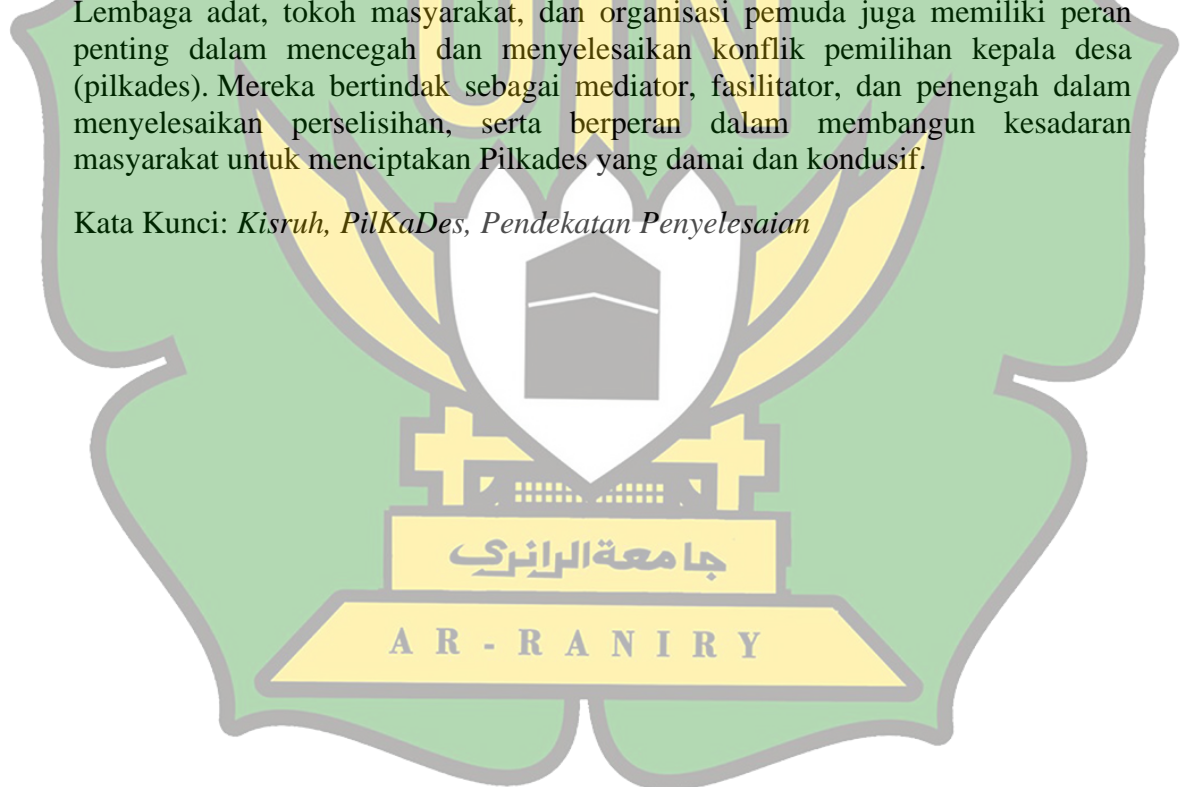 UIN
Lembaga adat, tokoh masyarakat, dan organisasi pemuda juga memiliki peran
penting dalam mencegah dan menyelesaikan konflik pemilihan kepala desa
(pilkades). Mereka bertindak sebagai mediator, fasilitator, dan penengah dalam
menyelesaikan perselisihan, serta berperan dalam membangun kesadaran
masyarakat untuk menciptakan Pilkades yang damai dan kondusif.
Kata Kunci: Kisruh, PilKaDes, Pendekatan Penyelesaian
جامعة الرانري
AR-RANIRY